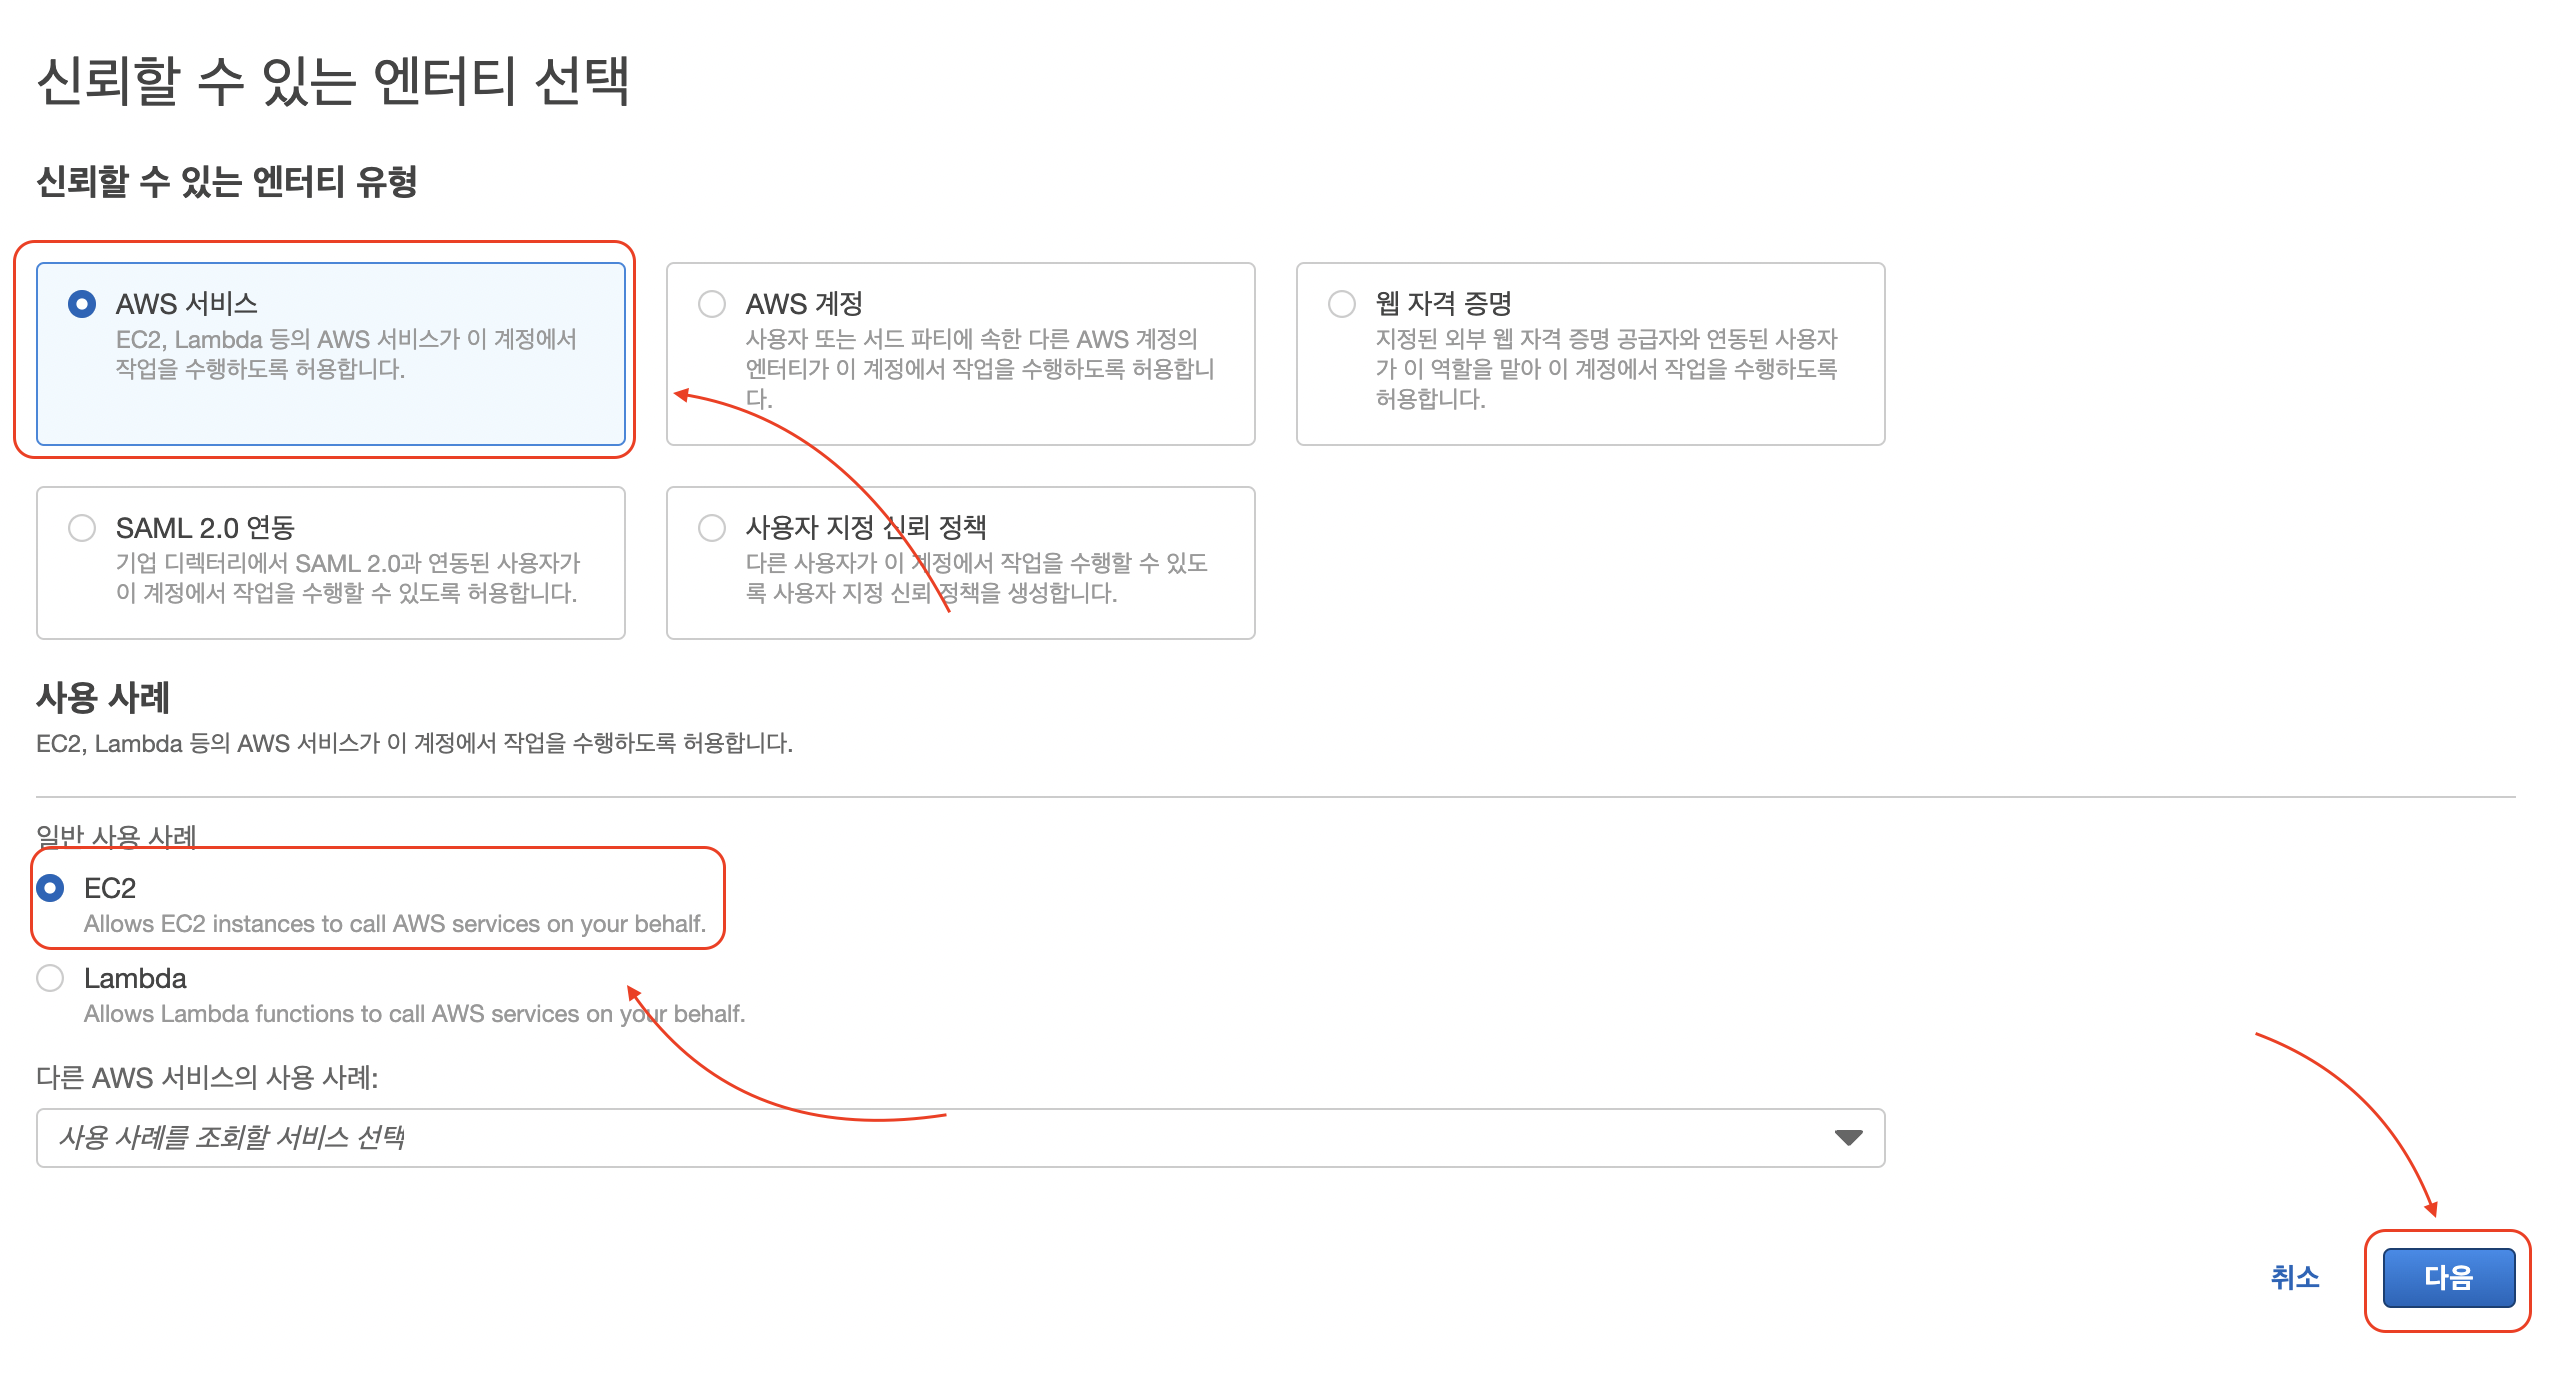 신뢰할 수 있는 엔터티 선택
신뢰할 수 있는 엔터티 유형
AWS 서비스
EC2, Lambda 등의 AWS 서비스가 이 계정에서
작업을 수행하도록 허용합니다.
AWS 계정
사용자 또는 서드 파티에 속한 다른 AWS 계정의
엔터티가 이 계정에서 작업을 수행하도록 허용합니
다.
웹 자격 증명
지정된 외부 웹 자격 증명 공급자와 연동된 사용자
가 이 역할을 맡아 이 계정에서 작업을 수행하도록
허용합니다.
SAML 2.0 연동
기업 디렉터리에서 SAML 2.0과 연동된 사용자가
이 계정에서 작업을 수행할 수 있도록 허용합니다.
사용자 지정 신뢰 정책
다른 사용자가 이 계정에서 작업을 수행할 수 있도
록 사용자 지정 신뢰 정책을 생성합니다.
사용 사례
EC2, Lambda 등의 AWS 서비스가 이 계정에서 작업을 수행하도록 허용합니다.
일반 사용 사례
EC2
Allows EC2 instances to call AWS services on your behalf.
Lambda
Allows Lambda functions to call AWS services on your behalf.
다른 AWS 서비스의 사용 사례:
사용 사례를 조회할 서비스 선택
취소
다음